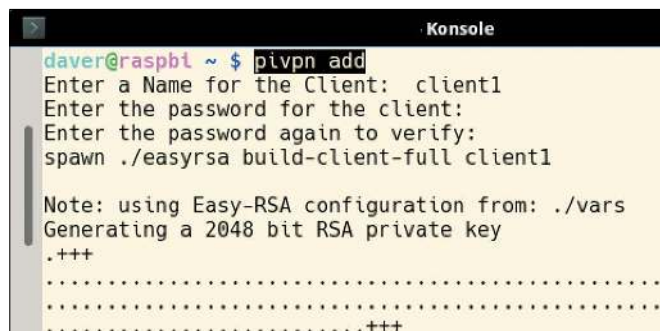 Konsole
daver@raspbi ~ $ pivpn add
Enter a Name for the Client:  client1
Enter the password for the client:
Enter the password again to verify:
spawn ./easyrsa build-client-full client1
Note: using Easy-RSA configuration from: ./vars
Generating a 2048 bit RSA private key
.+++
.....................................................
.....................................................
...........................+++